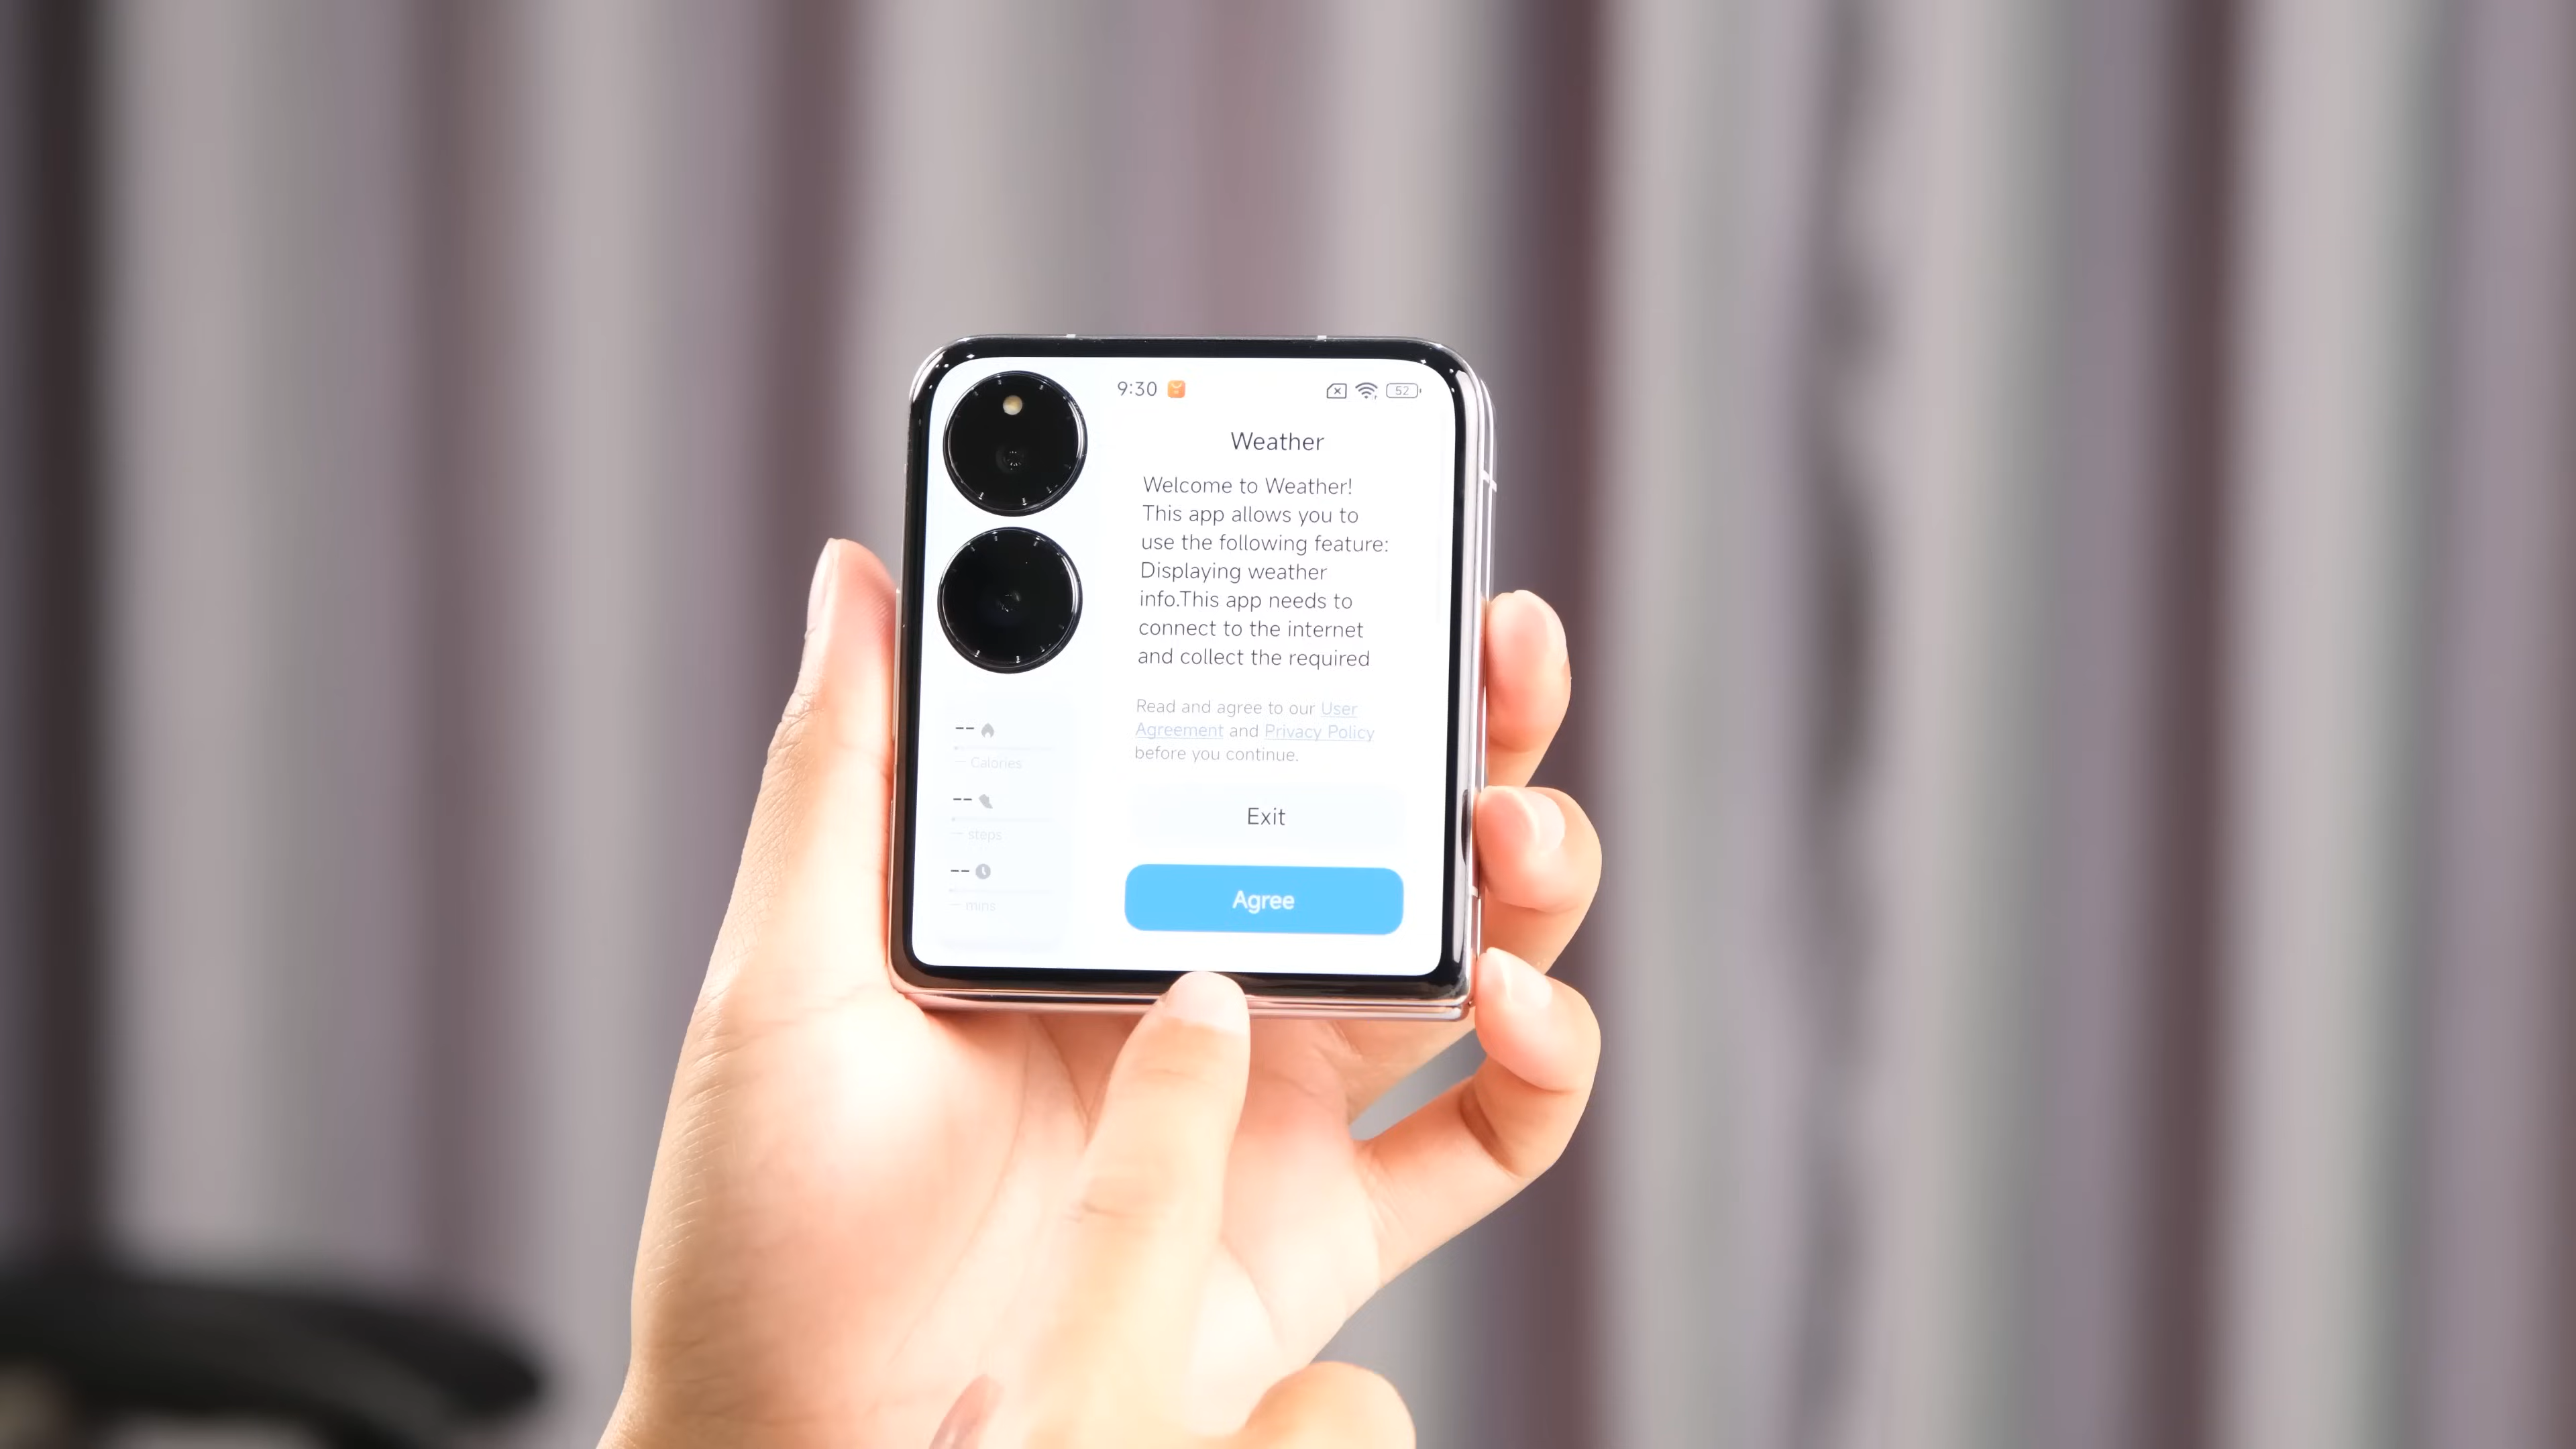 9:30
52
Weather
Welcome to Weather!
This app allows you to
use the following feature:
Displaying weather
info.This app needs to
connect to the internet
and collect the required
Read and agree to our User
Agreement and Privacy Policy
before you continue.
Exit
Agree
--
-- Calories
--
-- steps
--
-- mins